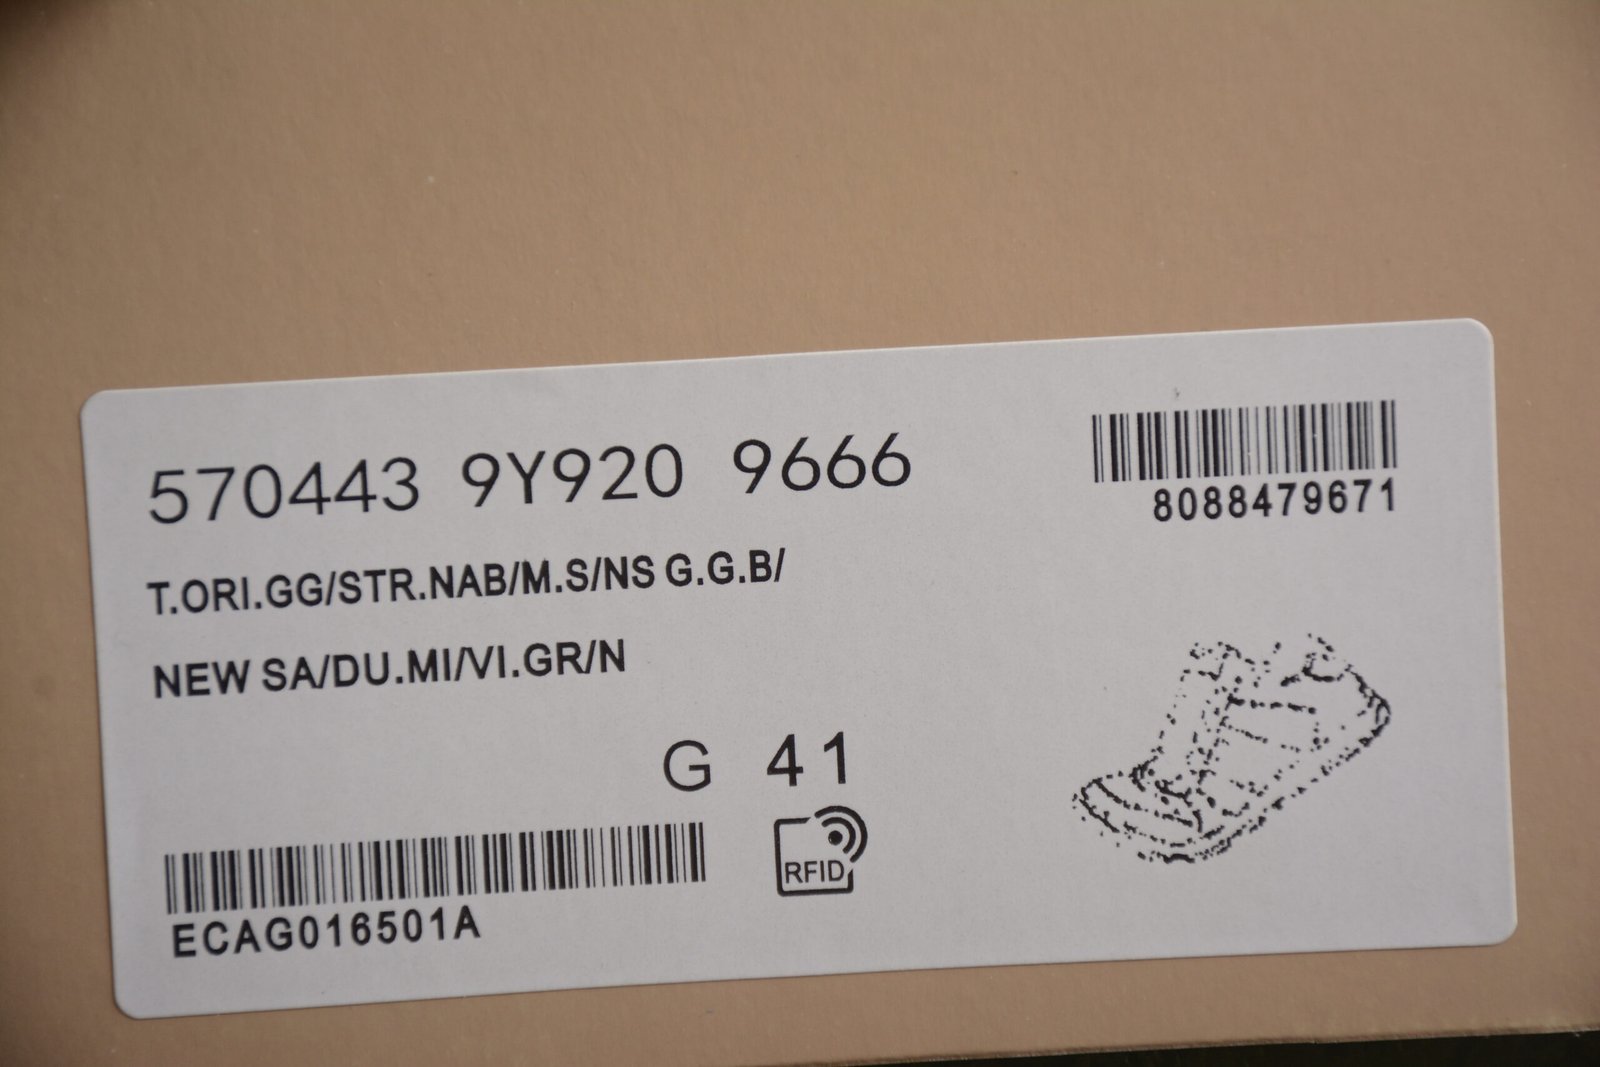 570443 9Y920 9666
8088479671
T.ORI.GG/STR.NAB/M.S/NS G.G.B/
NEW SA/DU.MI/VI.GR/N
G 41
RFID
ECAG016501A